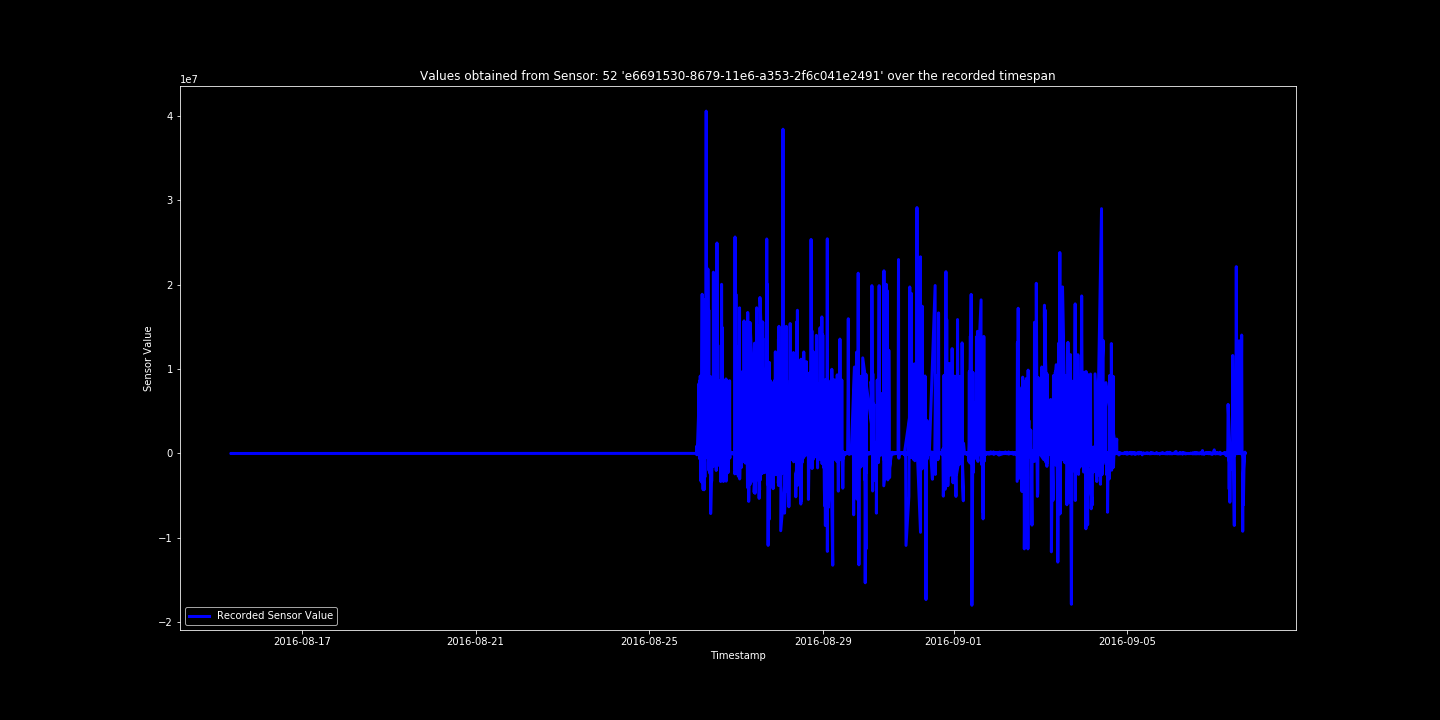 Values obtained from Sensor: 52 'e6691530-8679-11e6-a353-2f6c041e2491' over the recorded timespan
1e7
4
3
2
1
0
−1
−2
Sensor Value
Recorded Sensor Value
2016-08-17 2016-08-21 2016-08-25 2016-08-29 2016-09-01 2016-09-05
Timestamp